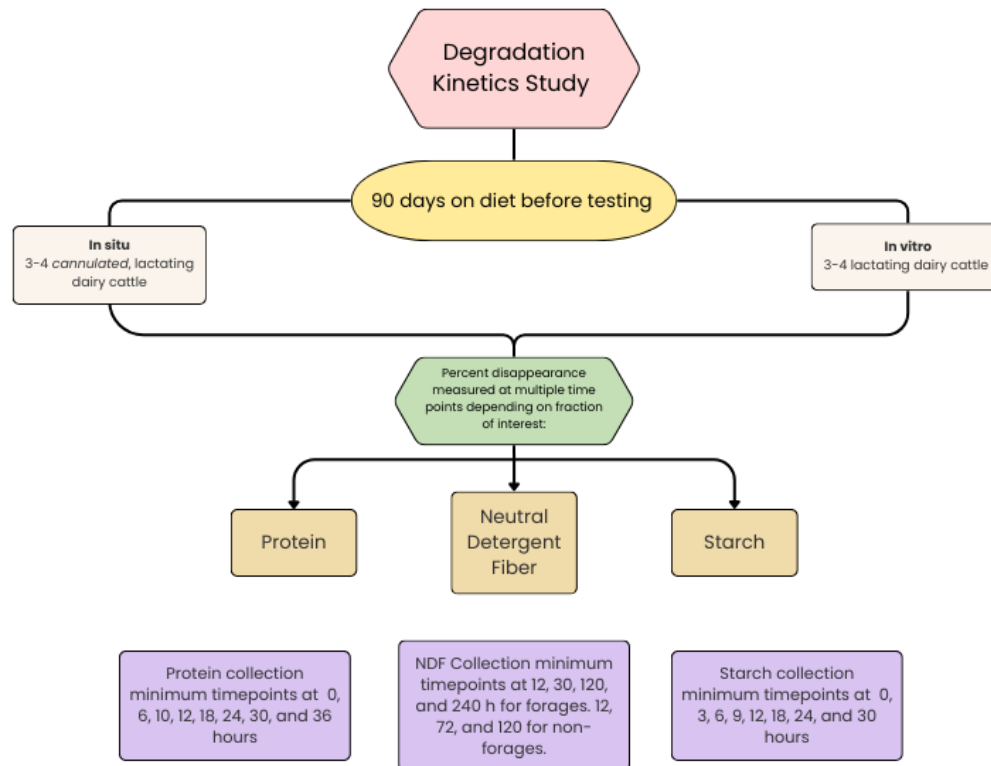 Degradation
Kinetics Study
90 days on diet before testing
In situ
3-4 cannulated, lactating
dairy cattle
In vitro
3-4 lactating dairy cattle
Percent disappearance
measured at multiple time
points depending on fraction
of interest:
Protein
Neutral
Detergent
Fiber
Starch
Protein collection
minimum timepoints at 0,
6, 10, 12, 18, 24, 30, and 36
hours
NDF Collection minimum
timepoints at 12, 30, 120,
and 240 h for forages. 12,
72, and 120 for non-
forages.
Starch collection
minimum timepoints at 0,
3, 6, 9, 12, 18, 24, and 30
hours